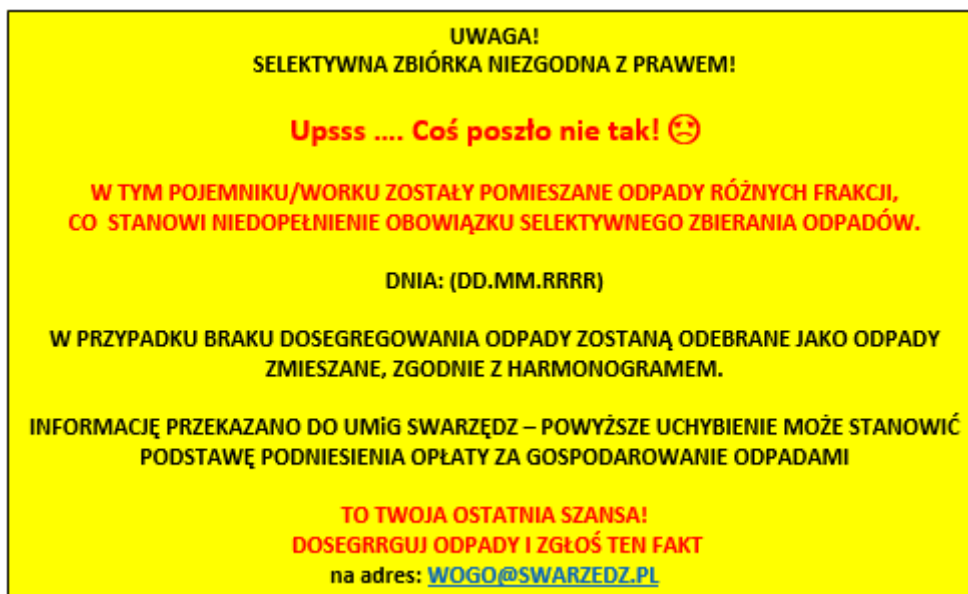 UWAGA!
SELEKTYWNA ZBIÓRKA NIEZGODNA Z PRAWEM!
Upsss .... Coś poszło nie tak! ☹
W TYM POJEMNIKU/WORKU ZOSTAŁY POMIESZANE ODPADY RÓŻNYCH FRAKCJI,
CO STANOWI NIEDOPEŁNIENIE OBOWIĄZKU SELEKTYWNEGO ZBIERANIA ODPADÓW.
DNIA: (DD.MM.RRRR)
W PRZYPADKU BRAKU DOSEGREGOWANIA ODPADY ZOSTANĄ ODEBRANE JAKO ODPADY
ZMIESZANE, ZGODNIE Z HARMONOGRAMEM.
INFORMACJĘ PRZEKAZANO DO UMiG SWARZĘDZ – POWYŻSZE UCHYBIENIE MOŻE STANOWIĆ
PODSTAWĘ PODNIESIENIA OPŁATY ZA GOSPODAROWANIE ODPADAMI
TO TWOJA OSTATNIA SZANSA!
DOSEGRRGUJ ODPADY I ZGŁOŚ TEN FAKT
na adres: WOGO@SWARZEDZ.PL